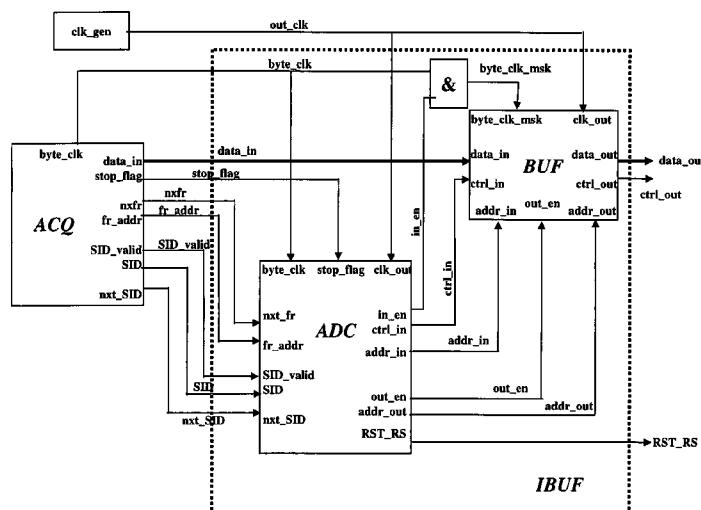 clk_gen
out_clk
byte_clk
byte_clk_msk
&
byte_clk
data_in
stop_flag
nxfr
fr_addr
SID_valid
SID
nxt_SID
ACQ
data_in
stop_flag
nxfr
fr_addr
SID_valid
SID
nxt_SID
byte_clk_msk
clk_out
data_in
data_out
BUF
ctrl_in
ctrl_out
out_en
addr_in
addr_out
data_ou
ctrl_out
in_en
ctrl_in
byte_clk
stop_flag
clk_out
nxt_fr
in_en
ADC
ctrl_in
fr_addr
addr_in
addr_in
SID_valid
SID
out_en
out_en
addr_out
addr_out
nxt_SID
RST_RS
RST_RS
IBUF